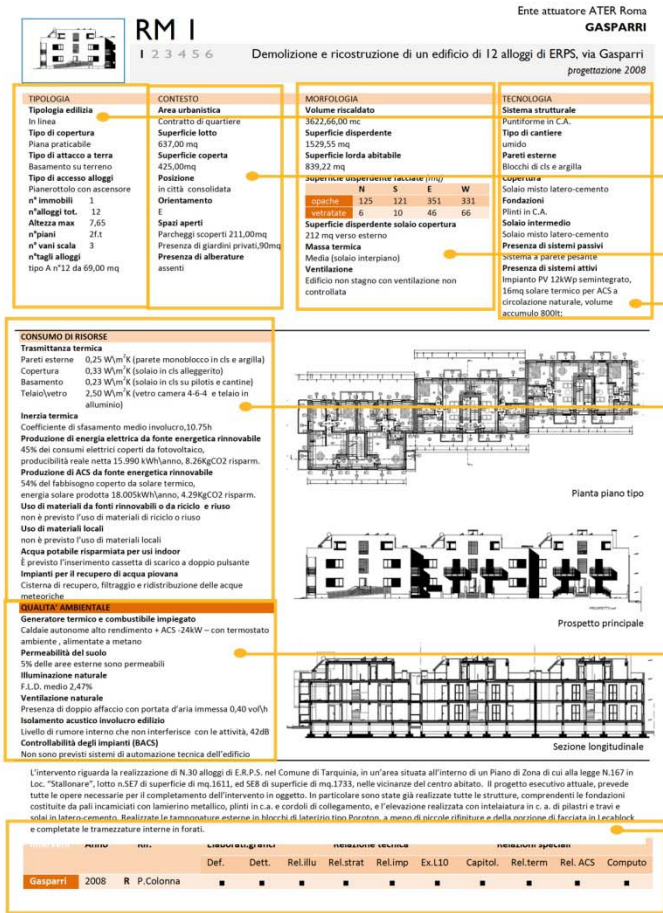 Ente attuatore ATER Roma
RM 1
GASPARRI
1 2 3 4 5 6
Demolizione e ricostruzione di un edificio di 12 alloggi di ERPS, via Gasparri
progettazione 2008
TIPOLOGIA
Tipologia edilizia
In linea
Tipo di copertura
Piana praticabile
Tipo di attacco a terra
Basamento su terreno
Tipo di accesso alloggi
Pianerottolo con ascensore
n° immobili 1
n°alloggi tot. 12
Altezza max 7,65
n°piani 2f.t
n° vani scala 3
n°tagli alloggi
tipo A n°12 da 69,00 mq
CONTESTO
Area urbanistica
Contratto di quartiere
Superficie lotto
637,00 mq
Superficie coperta
425,00mq
Posizione
in città consolidata
Orientamento
E
Spazi aperti
Parcheggi scoperti 211,00mq
Presenza di giardini privati,90mq
Presenza di alberature
assenti
MORFOLOGIA
Volume riscaldato
3622,66,00 mc
Superficie disperdente
1529,55 mq
Superficie lorda abitabile
839,22 mq
Superficie disperdente facciate (mq)
N S E W
opache 125 121 351 331
vetratate 6 10 46 66
Superficie disperdente solaio copertura
212 mq verso esterno
Massa termica
Media (solaio interpiano)
Ventilazione
Edificio non stagno con ventilazione non
controllata
TECNOLOGIA
Sistema strutturale
Puntiforme in C.A.
Tipo di cantiere
umido
Pareti esterne
Blocchi di cls e argilla
Copertura
Solaio misto latero-cemento
Fondazioni
Plinti in C.A.
Solaio intermedio
Solaio misto latero-cemento
Presenza di sistemi passivi
Sistema a parete pesante
Presenza di sistemi attivi
Impianto PV 12kWp semintegrato,
16mq solare termico per ACS a
circolazione naturale, volume
accumulo 800lt;
CONSUMO DI RISORSE
Trasmittanza termica
Pareti esterne 0,25 W\m²K (parete monoblocco in cls e argilla)
Copertura 0,33 W\m²K (solaio in cls alleggerito)
Basamento 0,23 W\m²K (solaio in cls su pilotis e cantine)
Telaio\vetro 2,50 W\m²K (vetro camera 4-6-4 e telaio in
alluminio)
Inerzia termica
Coefficiente di sfasamento medio involucro,10.75h
Produzione di energia elettrica da fonte energetica rinnovabile
45% dei consumi elettrici coperti da fotovoltaico,
producibilità reale netta 15.990 kWh\anno, 8.26KgCO2 risparm.
Produzione di ACS da fonte energetica rinnovabile
54% del fabbisogno coperto da solare termico,
energia solare prodotta 18.005kWh\anno, 4.29KgCO2 risparm.
Uso di materiali da fonti rinnovabili o da riciclo e riuso
non è previsto l'uso di materiali di riciclo o riuso
Uso di materiali locali
non è previsto l'uso di materiali locali
Acqua potabile risparmiata per usi indoor
È previsto l'inserimento cassetta di scarico a doppio pulsante
Impianti per il recupero di acqua piovana
Cisterna di recupero, filtraggio e ridistribuzione delle acque
meteoriche
QUALITA' AMBIENTALE
Generatore termico e combustibile impiegato
Caldaie autonome alto rendimento + ACS -24kW – con termostato
ambiente , alimentate a metano
Permeabilità del suolo
5% delle aree esterne sono permeabili
Illuminazione naturale
F.L.D. medio 2,47%
Ventilazione naturale
Presenza di doppio affaccio con portata d'aria immessa 0,40 vol\h
Isolamento acustico involucro edilizio
Livello di rumore interno che non interferisce con le attività, 42dB
Controllabilità degli impianti (BACS)
Non sono previsti sistemi di automazione tecnica dell'edificio
Pianta piano tipo
Prospetto principale
Sezione longitudinale
L'intervento riguarda la realizzazione di N.30 alloggi di E.R.P.S. nel Comune di Tarquinia, in un'area situata all'interno di un Piano di Zona di cui alla legge N.167 in
Loc. "Stallonare", lotto n.SE7 di superficie di mq.1611, ed SE8 di superficie di mq.1733, nelle vicinanze del centro abitato. Il progetto esecutivo attuale, prevede
tutte le opere necessarie per il completamento dell'intervento in oggetto. In particolare sono state già realizzate tutte le strutture, comprendenti le fondazioni
costituite da pali incamiciati con lamierino metallico, plinti in c.a. e cordoli di collegamento, e l'elevazione realizzata con intelaiatura in c. a. di pilastri e travi e
solai in latero-cemento. Realizzate le tamponature esterne in blocchi di laterizio tipo Poroton, a meno di piccole rifiniture e della porzione di facciata in Lecablock
e completate le tramezzature interne in forati.
Anno Rif. Elaborati.grafici Relazione tecnica Relazioni speciali
Def. Dett. Rel.illu Rel.strat Rel.imp Ex.L10 Capitol. Rel.term Rel. ACS Computo
Gasparri 2008 R P.Colonna ■ ■ ■ ■ ■ ■ ■ ■ ■ ■